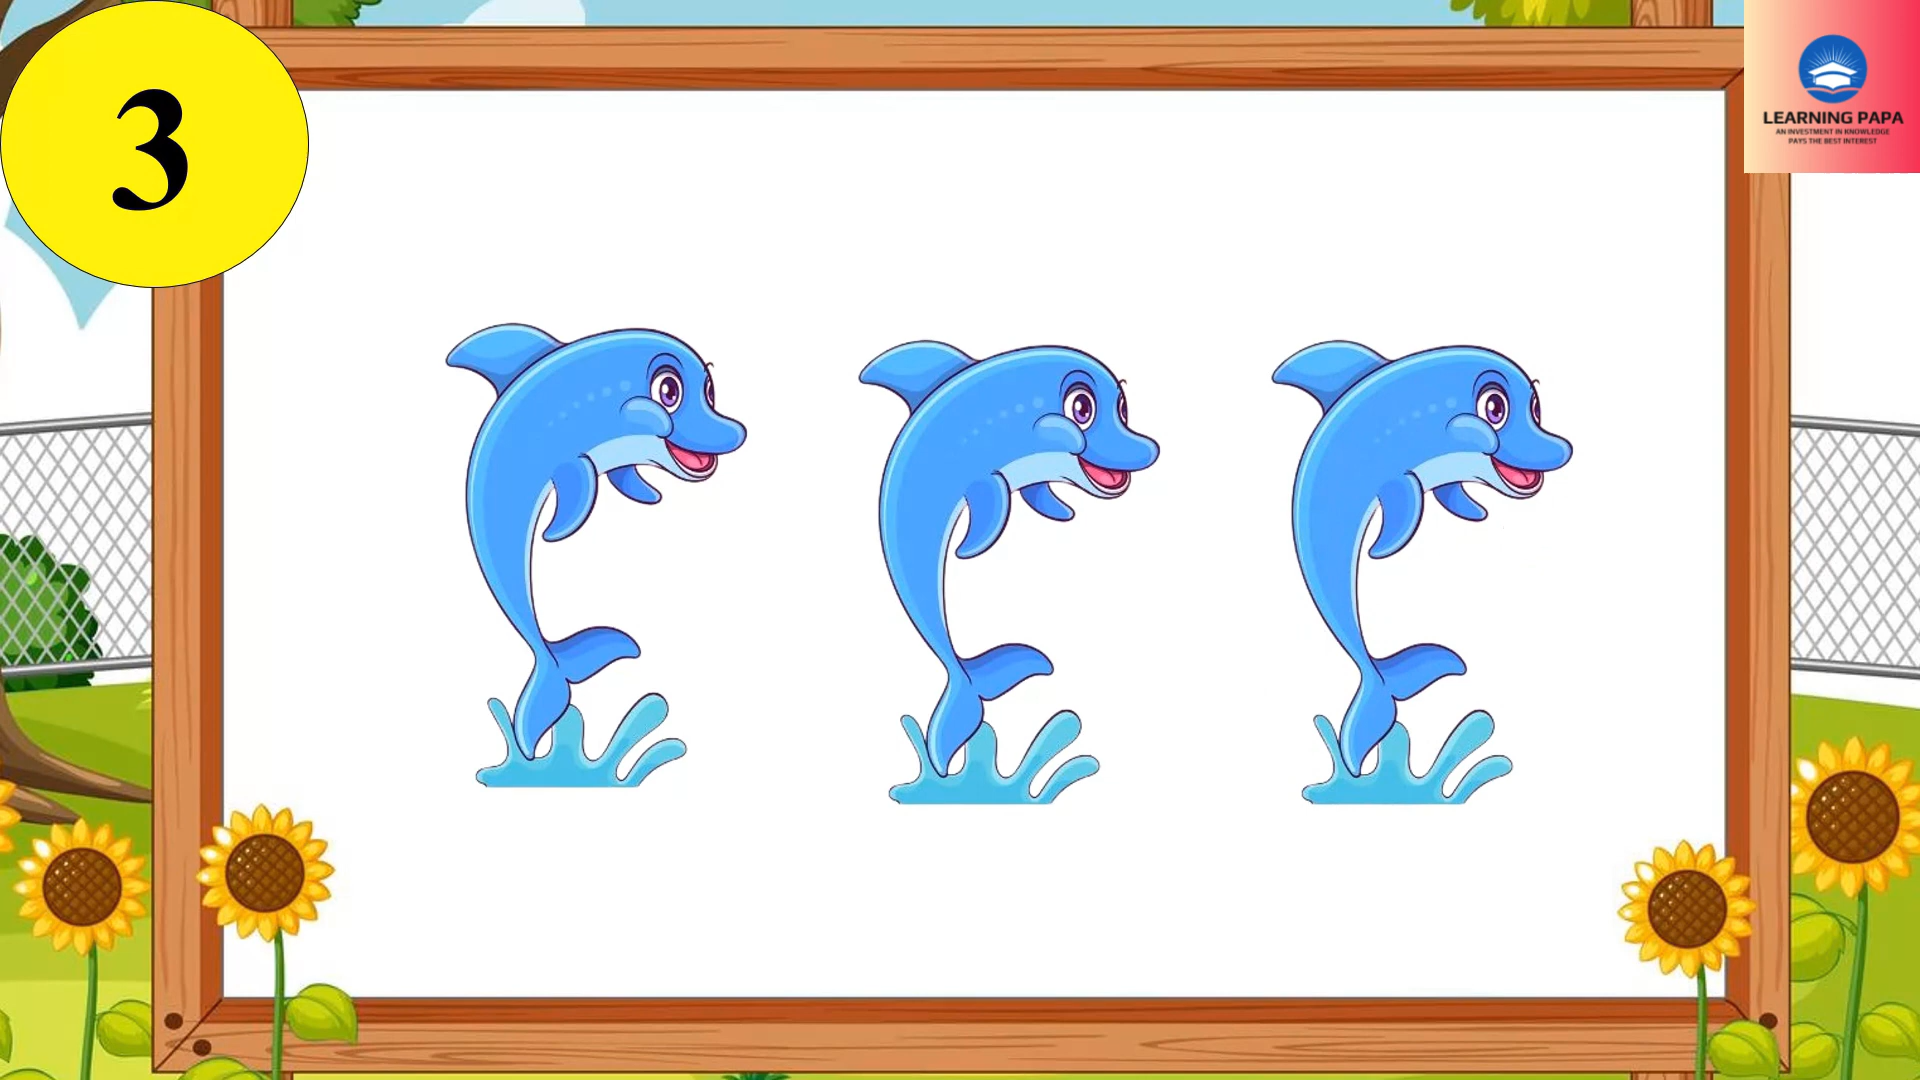 3
LEARNING PAPA
AN INVESTMENT IN KNOWLEDGE
PAYS THE BEST INTEREST